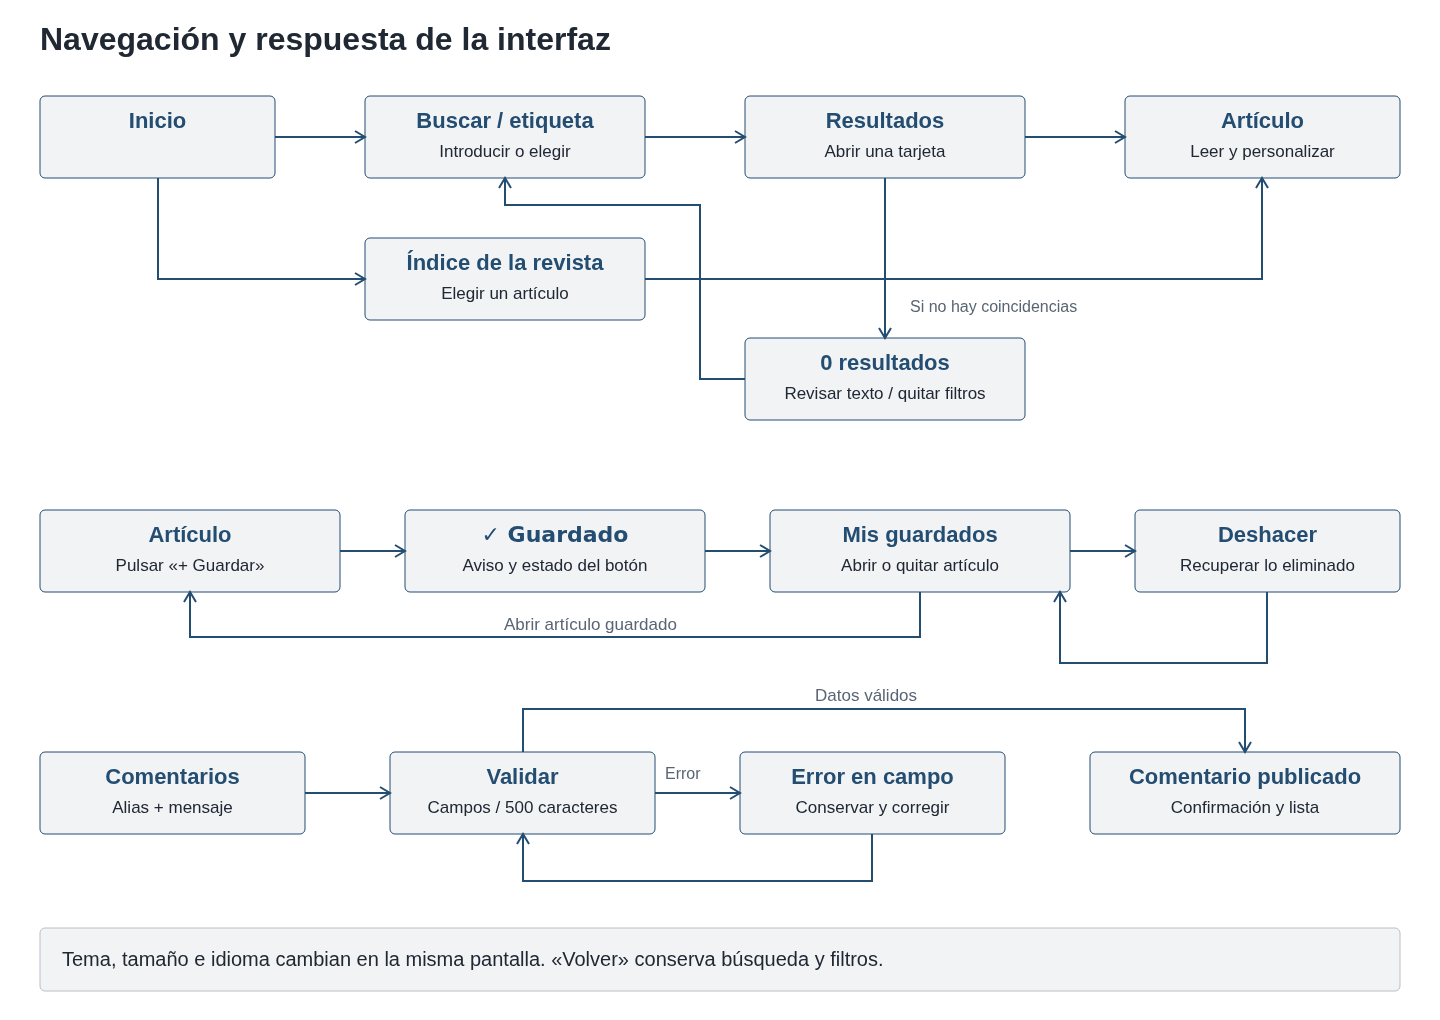 Navegación y respuesta de la interfaz
Inicio
Buscar / etiqueta
Introducir o elegir
Resultados
Abrir una tarjeta
Artículo
Leer y personalizar
Índice de la revista
Elegir un artículo
Si no hay coincidencias
0 resultados
Revisar texto / quitar filtros
Artículo
Pulsar «+ Guardar»
✓ Guardado
Aviso y estado del botón
Mis guardados
Abrir o quitar artículo
Deshacer
Recuperar lo eliminado
Abrir artículo guardado
Datos válidos
Comentarios
Alias + mensaje
Validar
Campos / 500 caracteres
Error
Error en campo
Conservar y corregir
Comentario publicado
Confirmación y lista
Tema, tamaño e idioma cambian en la misma pantalla. «Volver» conserva búsqueda y filtros.